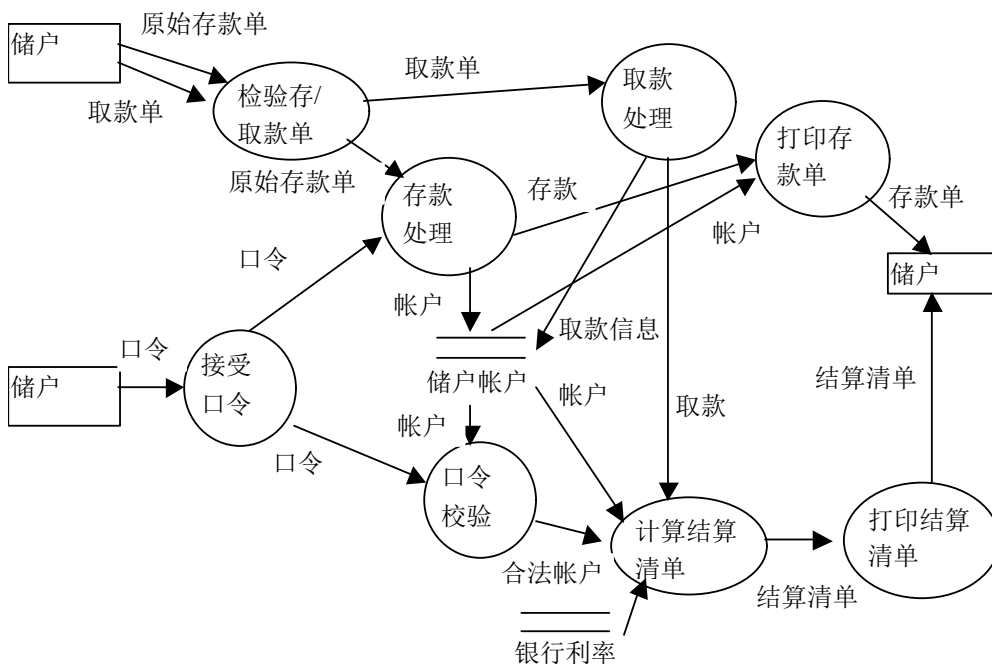 原始存款单
储户
取款单
检验存/
取款单
取款单
取款
处理
打印存
款单
原始存款单
存款
处理
存款
存款单
帐户
口令
储户
帐户
取款信息
口令
储户
接受
口令
储户帐户
帐户
结算清单
取款
帐户
口令
口令
校验
计算结算
清单
打印结算
清单
合法帐户
结算清单
银行利率